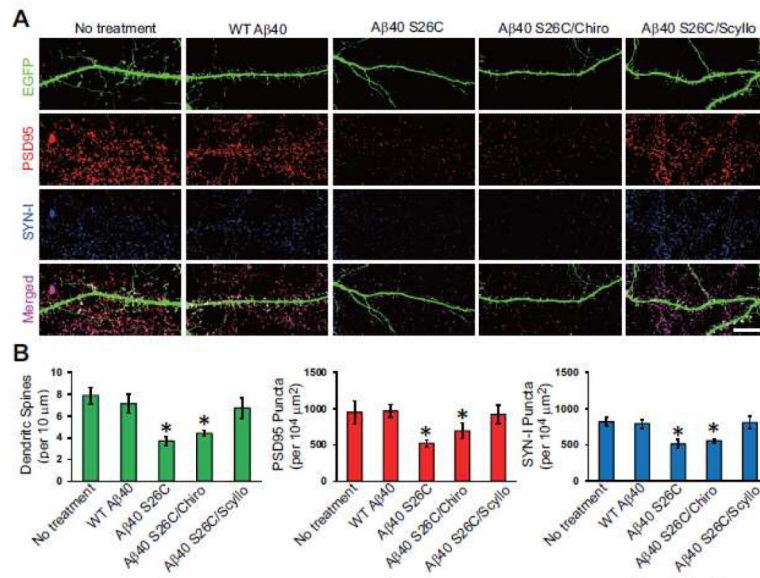 A
No treatment
WT Aβ40
Aβ40 S26C
Aβ40 S26C/Chiro
Aβ40 S26C/Scyllo
EGFP
PSD95
SYN-I
Merged
B
Dendritc Spines
(per 10 μm)
10
8
6
4
2
0
*
*
No treatment
WT Aβ40
Aβ40 S26C
Aβ40 S26C/Chiro
Aβ40 S26C/Scyllo
PSD95 Puncta
(per 10⁴ μm²)
1500
1000
500
0
*
*
No treatment
WT Aβ40
Aβ40 S26C
Aβ40 S26C/Chiro
Aβ40 S26C/Scyllo
SYN-I Puncta
(per 10⁴ μm²)
1500
1000
500
0
*
*
No treatment
WT Aβ40
Aβ40 S26C
Aβ40 S26C/Chiro
Aβ40 S26C/Scyllo